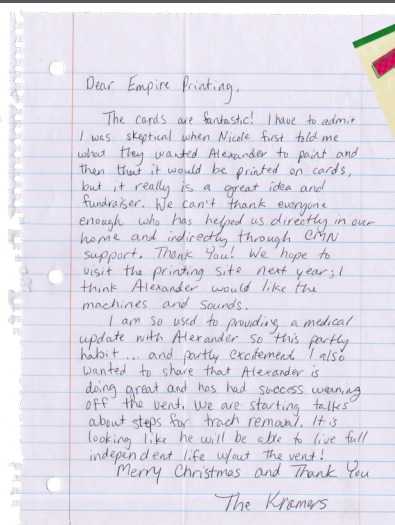 Dear Empire Printing,
The cards are fantastic! I have to admit
I was skeptical when Nicole first told me
what they wanted Alexander to paint and
then that it would be printed on cards,
but it really is a great idea and
fundraiser. We can't thank everyone
enough who has helped us directly in our
home and indirectly through CMN
support. Thank You! We hope to
visit the printing site next year; I
think Alexander would like the
machines and sounds.
I am so used to providing a medical
update with Alexander so this partly
habit... and partly excitement. I also
wanted to share that Alexander is
doing great and has had success weaning
off the vent. We are starting talks
about steps for trach removal. It is
looking like he will be able to live full
independent life w/out the vent!
Merry Christmas and Thank You
The Kramers